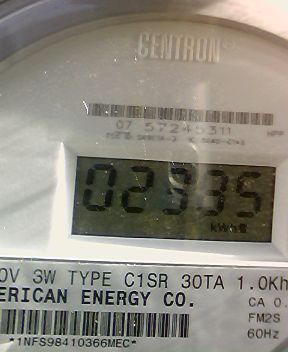 CENTRON®
07 57245311
02335
kWh
0V 3W TYPE C1SR 30TA 1.0Kh
ERICAN ENERGY CO.
CA 0.
FM2S
60Hz
*1NFS98410366MEC*